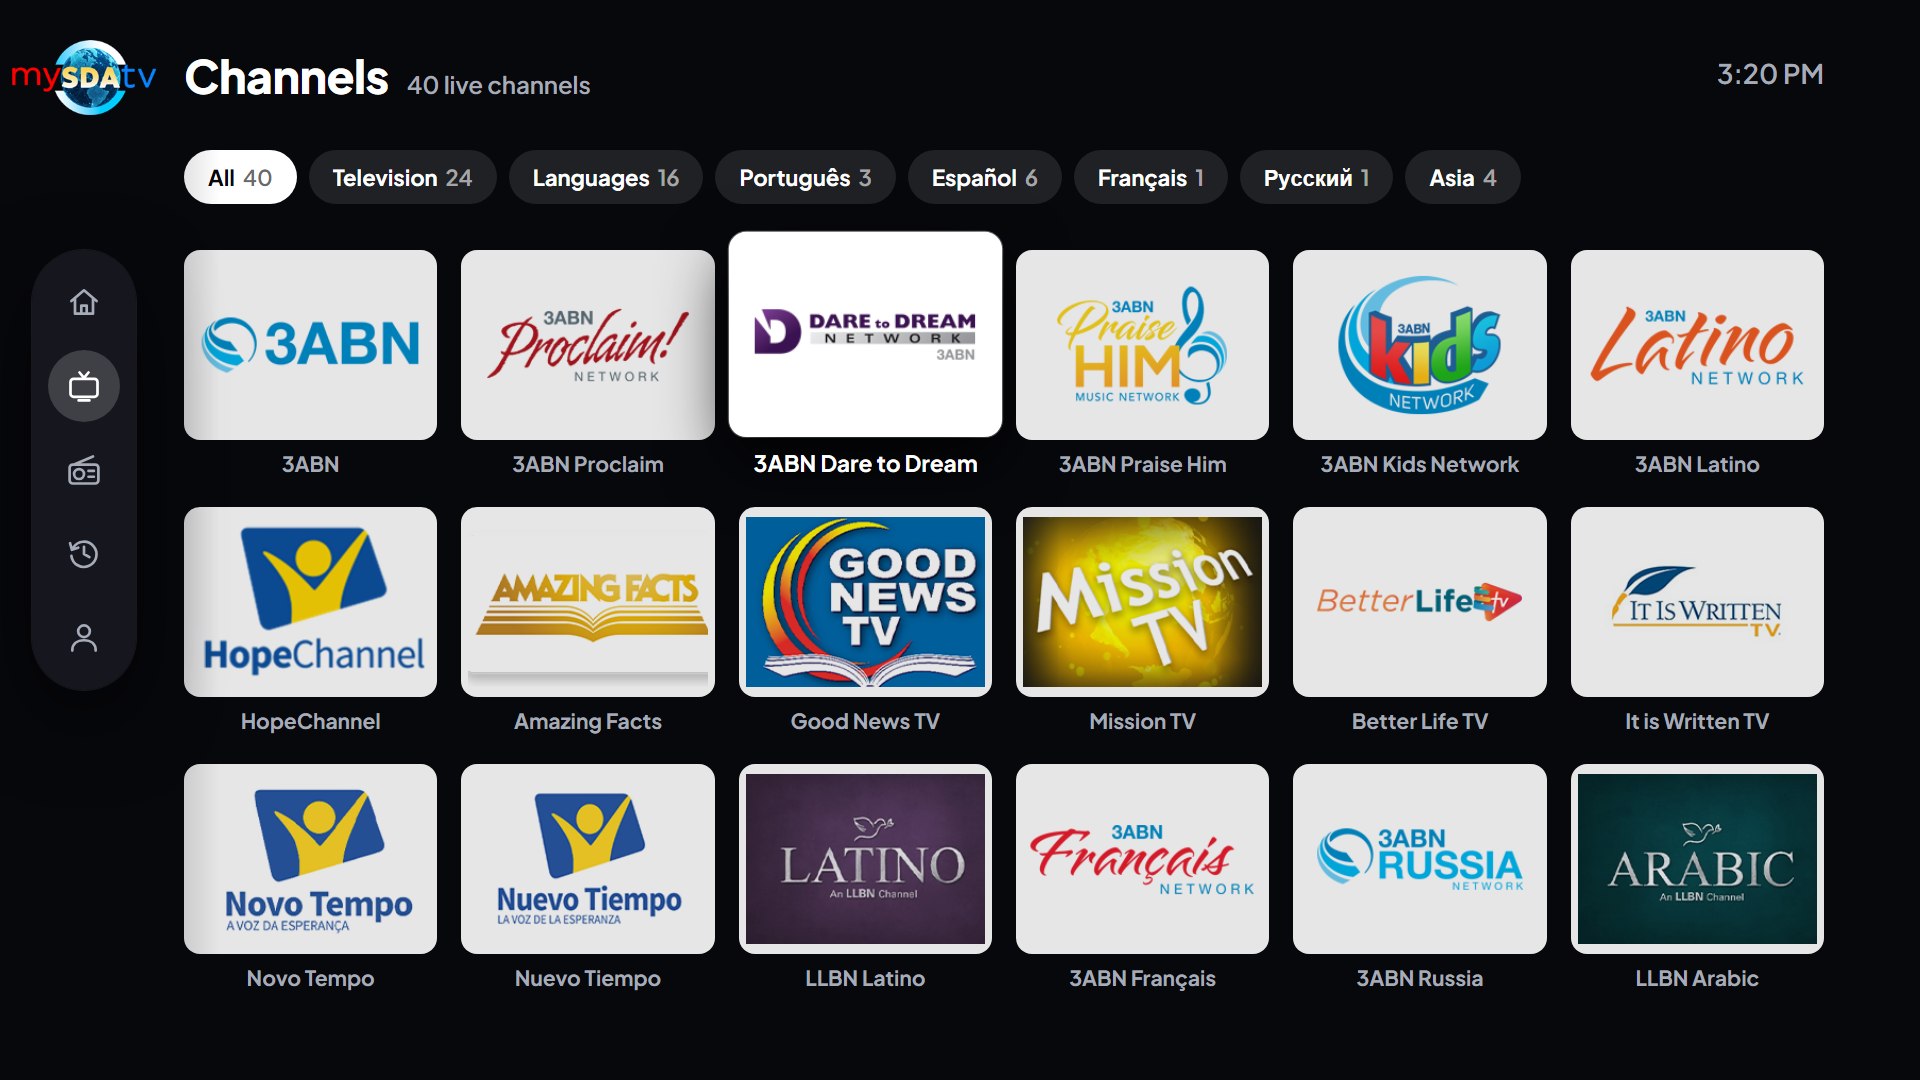 mySDAtv
Channels 40 live channels
3:20 PM
All 40
Television 24
Languages 16
Português 3
Español 6
Français 1
Русский 1
Asia 4
3ABN
3ABN
Proclaim!
NETWORK
DARE to DREAM
NETWORK
3ABN
3ABN
Praise
HIM
MUSIC NETWORK
3ABN
kids
NETWORK
3ABN
Latino
NETWORK
3ABN
3ABN Proclaim
3ABN Dare to Dream
3ABN Praise Him
3ABN Kids Network
3ABN Latino
HopeChannel
AMAZING FACTS
GOOD
NEWS
TV
Mission
TV
BetterLife tv
IT IS WRITTEN
TV
HopeChannel
Amazing Facts
Good News TV
Mission TV
Better Life TV
It is Written TV
Novo Tempo
A VOZ DA ESPERANÇA
Nuevo Tiempo
LA VOZ DE LA ESPERANZA
LATINO
An LLBN Channel
3ABN
Français
NETWORK
3ABN
RUSSIA
NETWORK
ARABIC
An LLBN Channel
Novo Tempo
Nuevo Tiempo
LLBN Latino
3ABN Français
3ABN Russia
LLBN Arabic